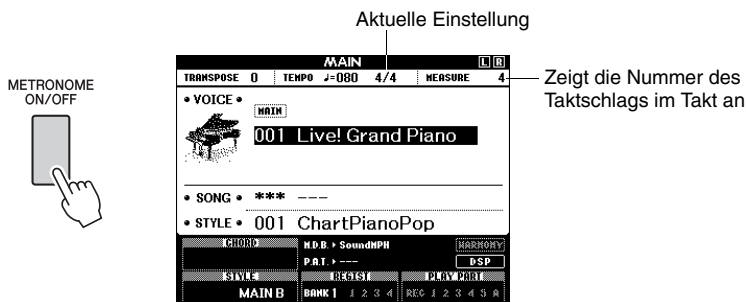 Aktuelle Einstellung
METRONOME
ON/OFF
MAIN L R
TRANSPOSE 0 TEMPO ♩=080 4/4 MEASURE 4
Zeigt die Nummer des
Taktschlags im Takt an
• VOICE •
MAIN
001 Live! Grand Piano
• SONG • *** ---
• STYLE • 001 ChartPianoPop
CHORD M.D.B. ▸ SoundMPH HARMONY
P.A.T. ▸ --- DSP
STYLE REGIST PLAY PART
MAIN B BANK 1 1 2 3 4 REC 1 2 3 4 5 A